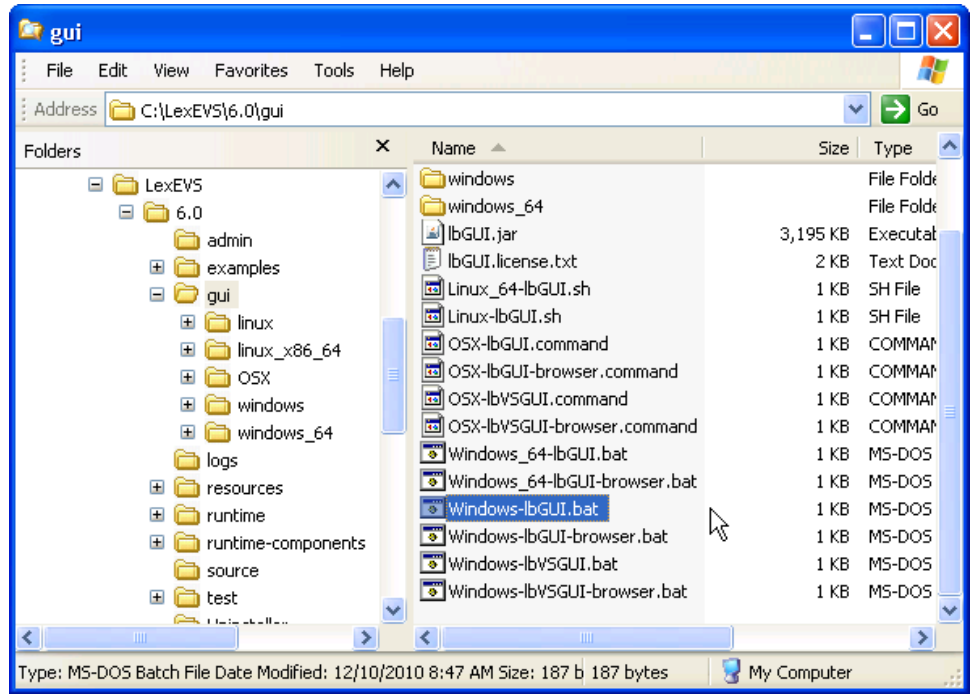 gui
File Edit View Favorites Tools Help
Address C:\LexEVS\6.0\gui Go
Folders
LexEVS
6.0
admin
examples
gui
linux
linux_x86_64
OSX
windows
windows_64
logs
resources
runtime
runtime-components
source
test
Name Size Type
windows File Folde
windows_64 File Folde
lbGUI.jar 3,195 KB Executab
lbGUI.license.txt 2 KB Text Doc
Linux_64-lbGUI.sh 1 KB SH File
Linux-lbGUI.sh 1 KB SH File
OSX-lbGUI.command 1 KB COMMAN
OSX-lbGUI-browser.command 1 KB COMMAN
OSX-lbVSGUI.command 1 KB COMMAN
OSX-lbVSGUI-browser.command 1 KB COMMAN
Windows_64-lbGUI.bat 1 KB MS-DOS
Windows_64-lbGUI-browser.bat 1 KB MS-DOS
Windows-lbGUI.bat 1 KB MS-DOS
Windows-lbGUI-browser.bat 1 KB MS-DOS
Windows-lbVSGUI.bat 1 KB MS-DOS
Windows-lbVSGUI-browser.bat 1 KB MS-DOS
Type: MS-DOS Batch File Date Modified: 12/10/2010 8:47 AM Size: 187 b 187 bytes My Computer